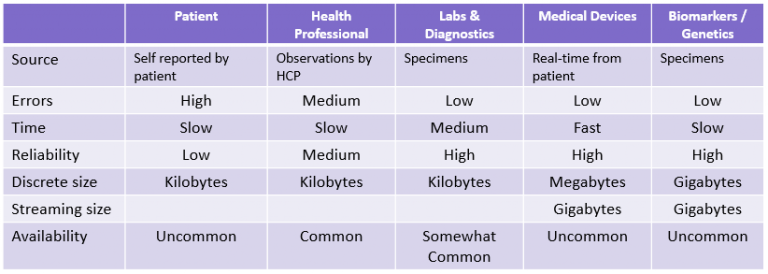 Patient Health Professional Labs & Diagnostics Medical Devices Biomarkers / Genetics
Source Self reported by patient Observations by HCP Specimens Real-time from patient Specimens
Errors High Medium Low Low Low
Time Slow Slow Medium Fast Slow
Reliability Low Medium High High High
Discrete size Kilobytes Kilobytes Kilobytes Megabytes Gigabytes
Streaming size Gigabytes Gigabytes
Availability Uncommon Common Somewhat Common Uncommon Uncommon